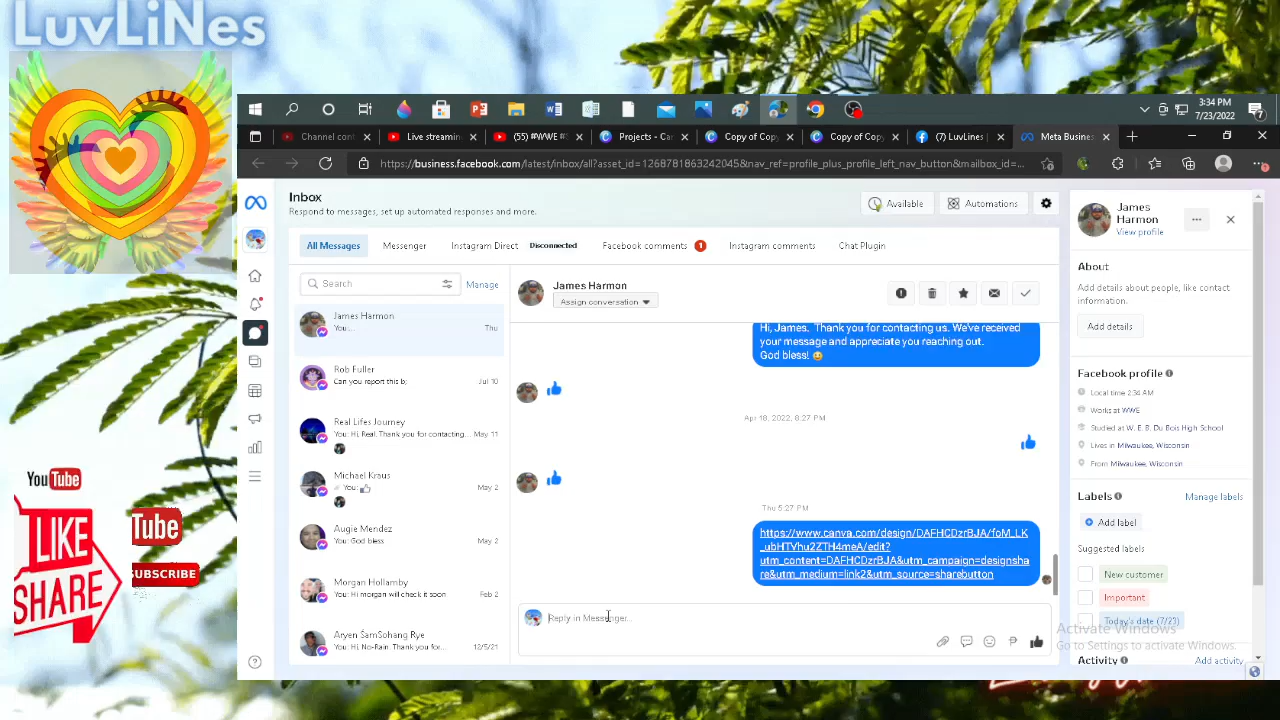 LuvLiNes
3:34 PM
7/23/2022
Channel cont
Live streamin
(55) #WWE #
Projects - Ca
Copy of Copy
Copy of Copy
(7) LuvLines |
Meta Busines
https://business.facebook.com/latest/inbox/all?asset_id=1268781863242045&nav_ref=profile_plus_profile_left_nav_button&mailbox_id=...
Inbox
Respond to messages, set up automated responses and more.
Available
Automations
All Messages
Messenger
Instagram Direct
Disconnected
Facebook comments
1
Instagram comments
Chat Plugin
Search
Manage
James Harmon
You...
Thu
Rob Fuller
Can you report this b;
Jul 10
Real Lifes Journey
You: Hi, Real. Thank you for contacting...
May 11
Michael Kraus
You:
May 2
Augie Mendez
You: God bless
May 2
Morgan Hollamby
You: Hi morgan will check it soon
Feb 2
You: Hi, No-Rain. Thank you for...
12/5/21
James Harmon
Assign conversation
Hi, James. Thank you for contacting us. We've received
your message and appreciate you reaching out.
God bless!
Apr 18, 2022, 8:27 PM
Thu 5:27 PM
https://www.canva.com/design/DAFHCDzrBJA/foM_LK
_ubHTVhu2ZTH4meA/edit?
utm_content=DAFHCDzrBJA&utm_campaign=designsha
re&utm_medium=link2&utm_source=sharebutton
Reply in Messenger...
James
Harmon
View profile
About
Add details about people, like contact
information.
Add details
Facebook profile
Local time 2:34 AM
Works at WWE
Studied at W. E. B. Du Bois High School
Lives in Milwaukee, Wisconsin
From Milwaukee, Wisconsin
Labels
Manage labels
Add label
Suggested labels
New customer
Important
Today's date (7/23)
Activity
Add activity
Activate Windows
Go to Settings to activate Windows.
You Tube
LIKE
SHARE
Tube
SUBSCRIBE